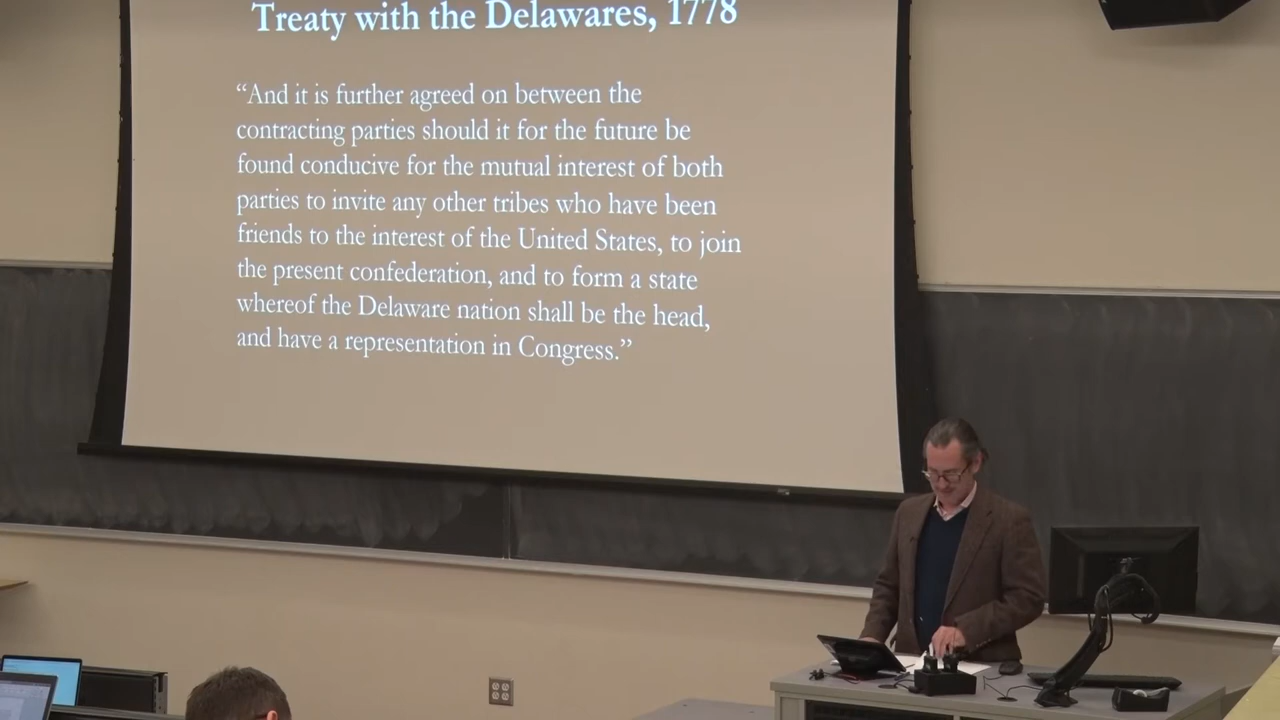 Treaty with the Delawares, 1778
“And it is further agreed on between the
contracting parties should it for the future be
found conducive for the mutual interest of both
parties to invite any other tribes who have been
friends to the interest of the United States, to join
the present confederation, and to form a state
whereof the Delaware nation shall be the head,
and have a representation in Congress.”